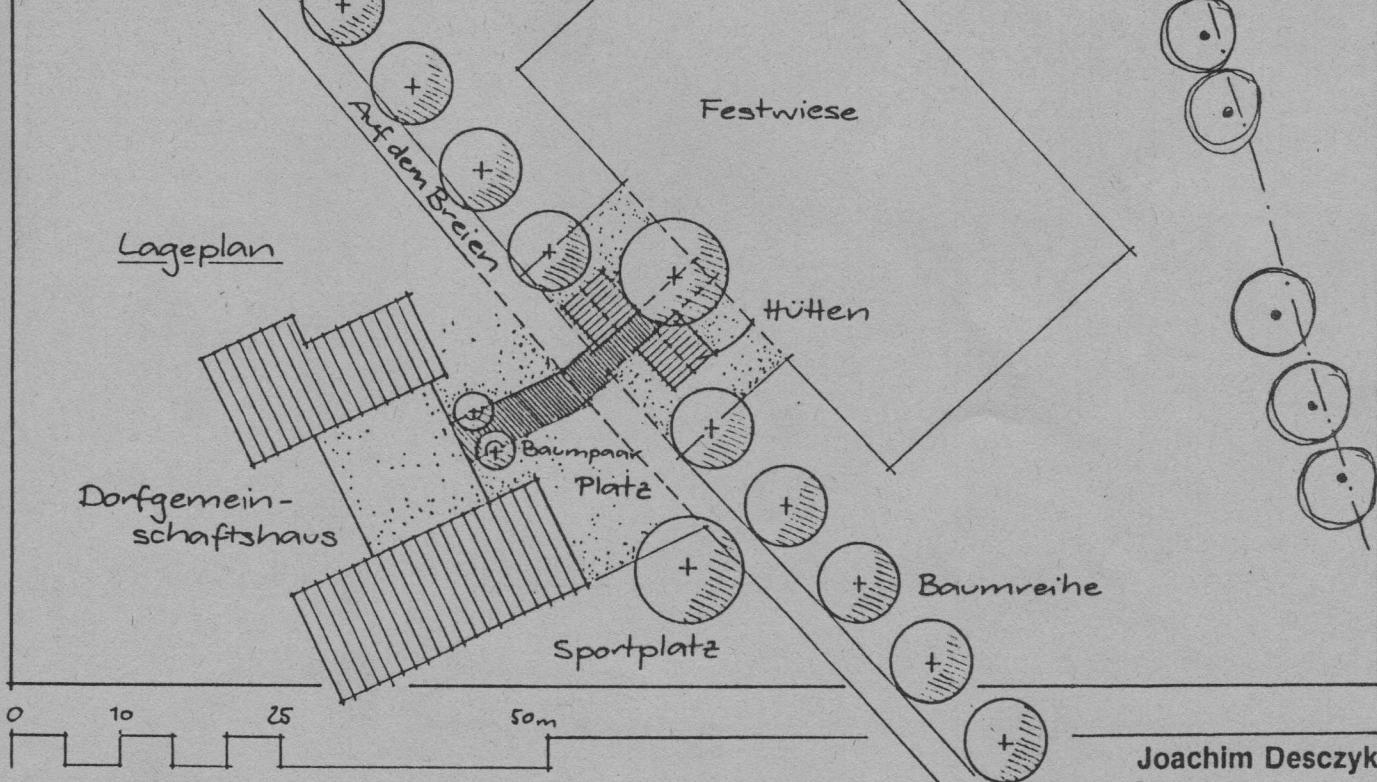 Festwiese
Auf dem Breien
Lageplan
Hütten
Baumpaar
Platz
Dorfgemein-
schaftshaus
Baumreihe
Sportplatz
0 10 25 50m
Joachim Desczyk